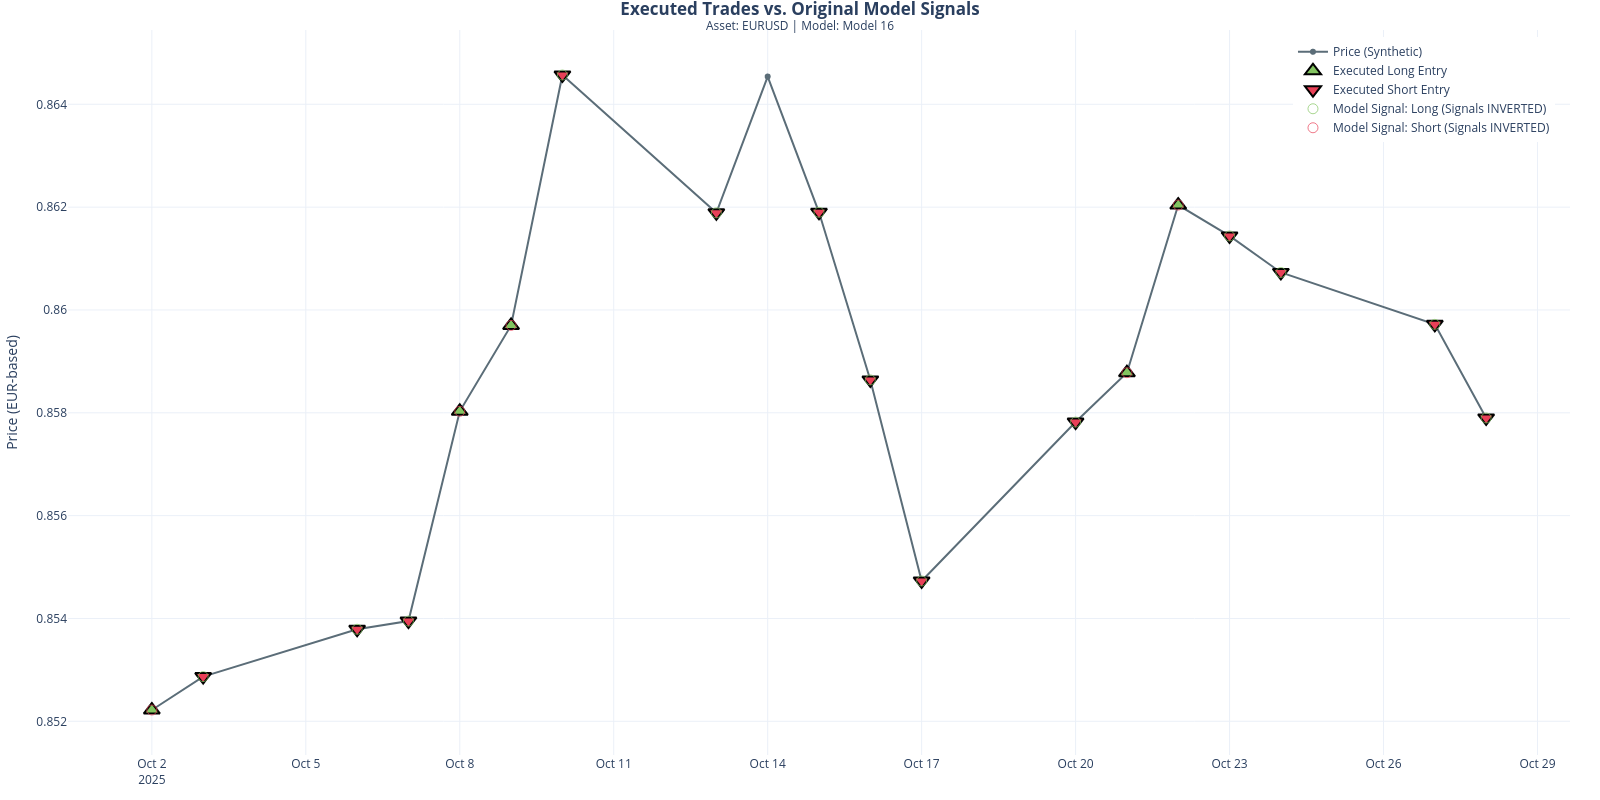 Executed Trades vs. Original Model Signals
Asset: EURUSD | Model: Model 16
Price (Synthetic)
Executed Long Entry
Executed Short Entry
Model Signal: Long (Signals INVERTED)
Model Signal: Short (Signals INVERTED)
Price (EUR-based)
0.864
0.862
0.86
0.858
0.856
0.854
0.852
Oct 2 Oct 5 Oct 8 Oct 11 Oct 14 Oct 17 Oct 20 Oct 23 Oct 26 Oct 29
2025